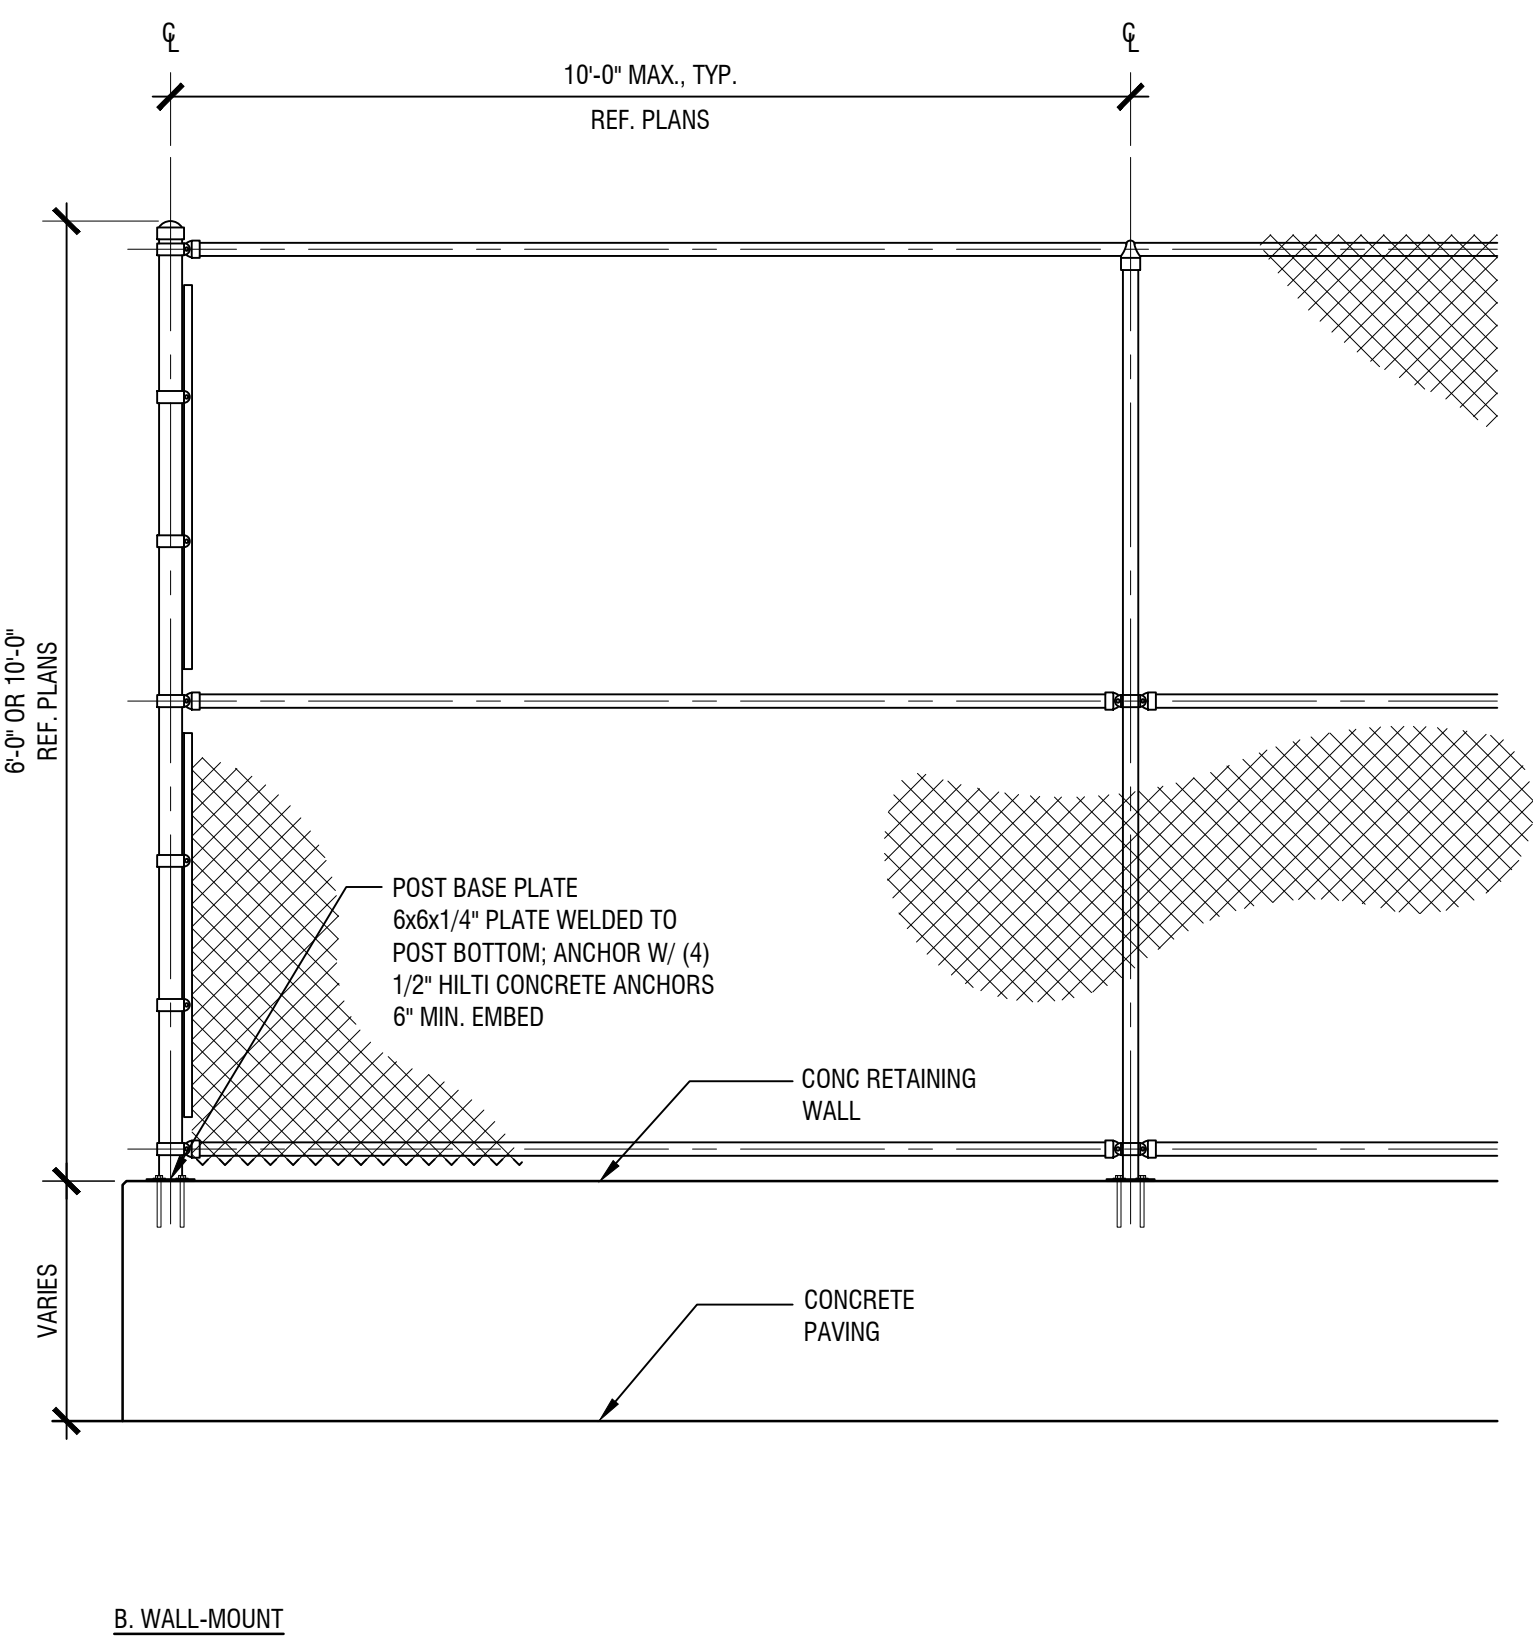 ℄
℄
10'-0" MAX., TYP.
REF. PLANS
6'-0" OR 10'-0"
REF. PLANS
POST BASE PLATE
6x6x1/4" PLATE WELDED TO
POST BOTTOM; ANCHOR W/ (4)
1/2" HILTI CONCRETE ANCHORS
6" MIN. EMBED
CONC RETAINING
WALL
VARIES
CONCRETE
PAVING
B. WALL-MOUNT